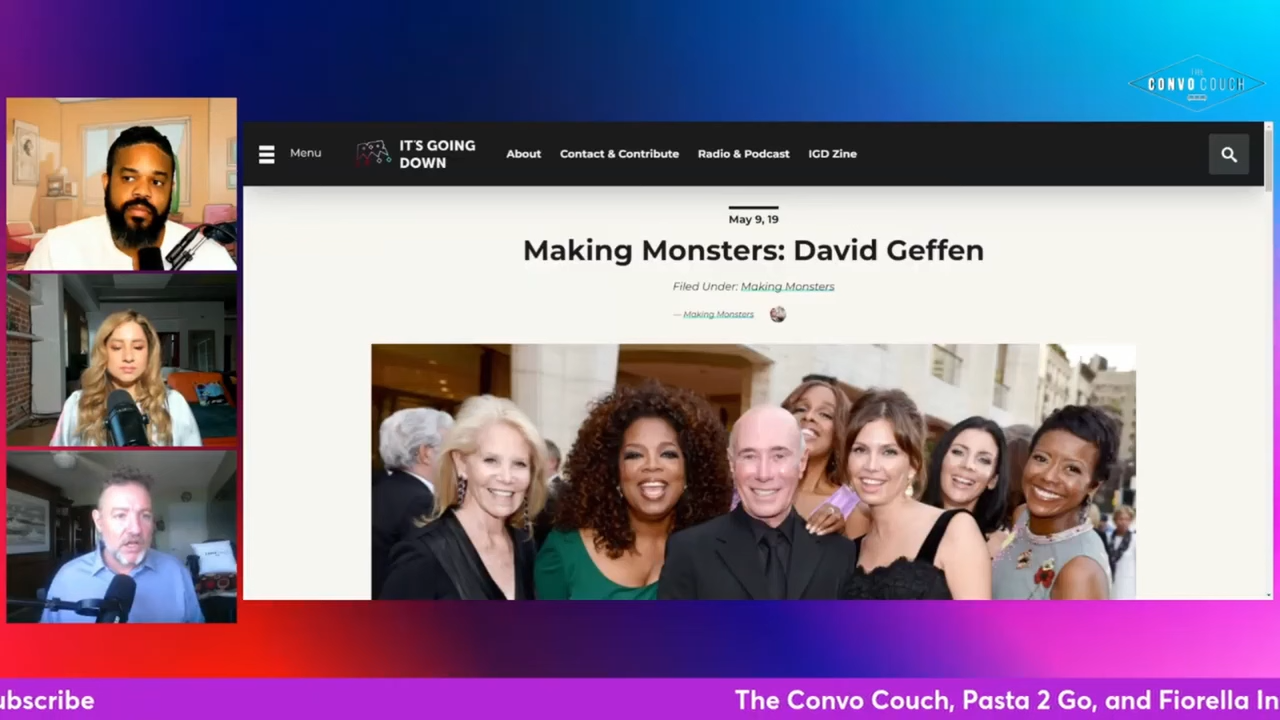 THE
CONVO COUCH
Menu
IT'S GOING
DOWN
About
Contact & Contribute
Radio & Podcast
IGD Zine
May 9, 19
Making Monsters: David Geffen
Filed Under: Making Monsters
— Making Monsters
ubscribe
The Convo Couch, Pasta 2 Go, and Fiorella In